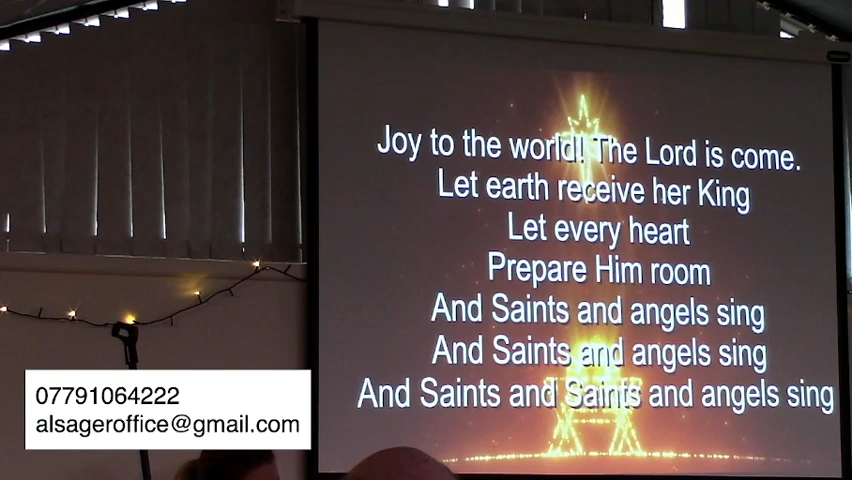 Joy to the world! The Lord is come.
Let earth receive her King
Let every heart
Prepare Him room
And Saints and angels sing
And Saints and angels sing
And Saints and Saints and angels sing
07791064222
alsageroffice@gmail.com